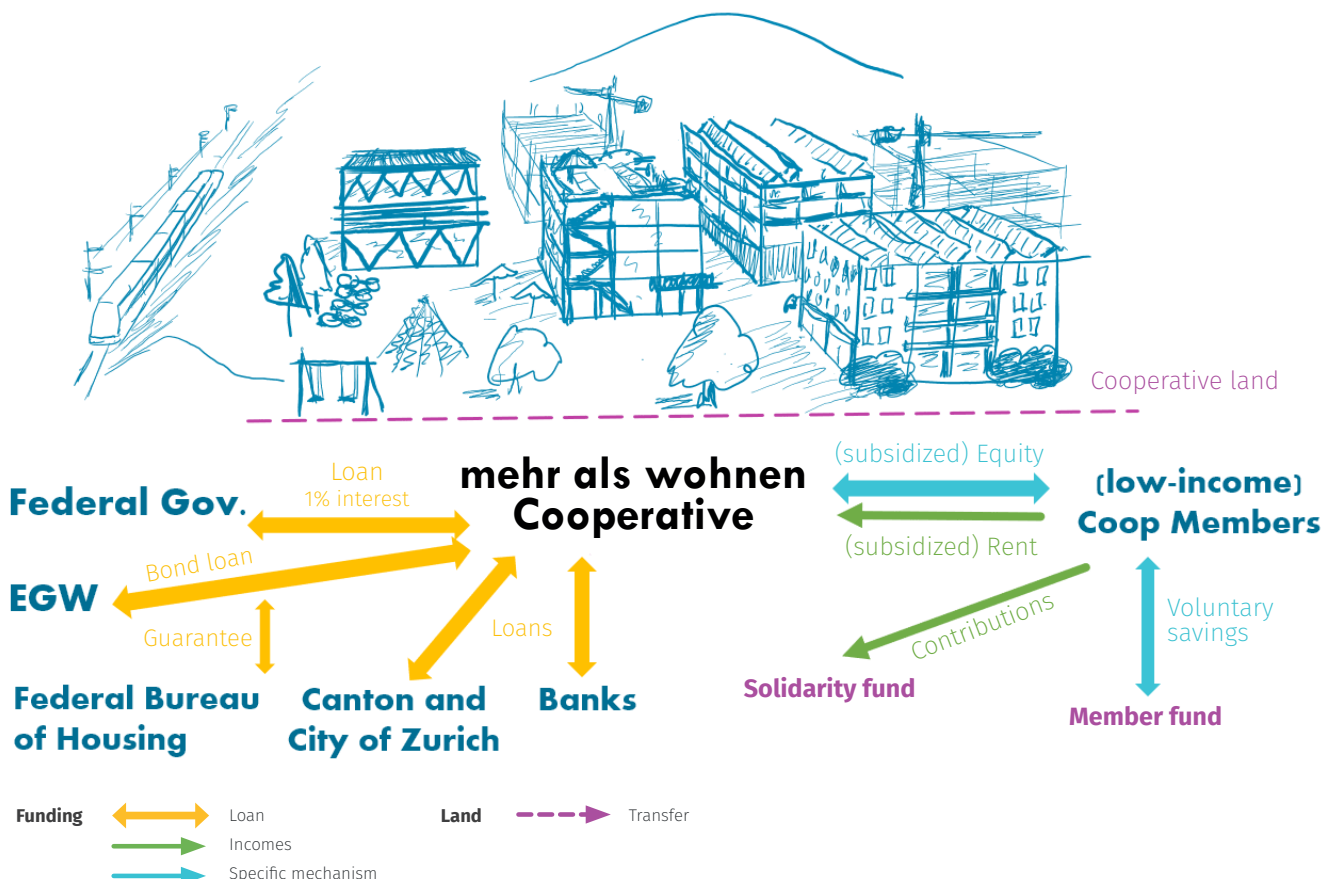 Cooperative land
mehr als wohnen
Cooperative
Federal Gov.
Loan
1% interest
(subsidized) Equity
(subsidized) Rent
(low-income)
Coop Members
EGW
Bond loan
Guarantee
Loans
Contributions
Voluntary
savings
Federal Bureau
of Housing
Canton and
City of Zurich
Banks
Solidarity fund
Member fund
Funding
Loan
Incomes
Specific mechanism
Land
Transfer